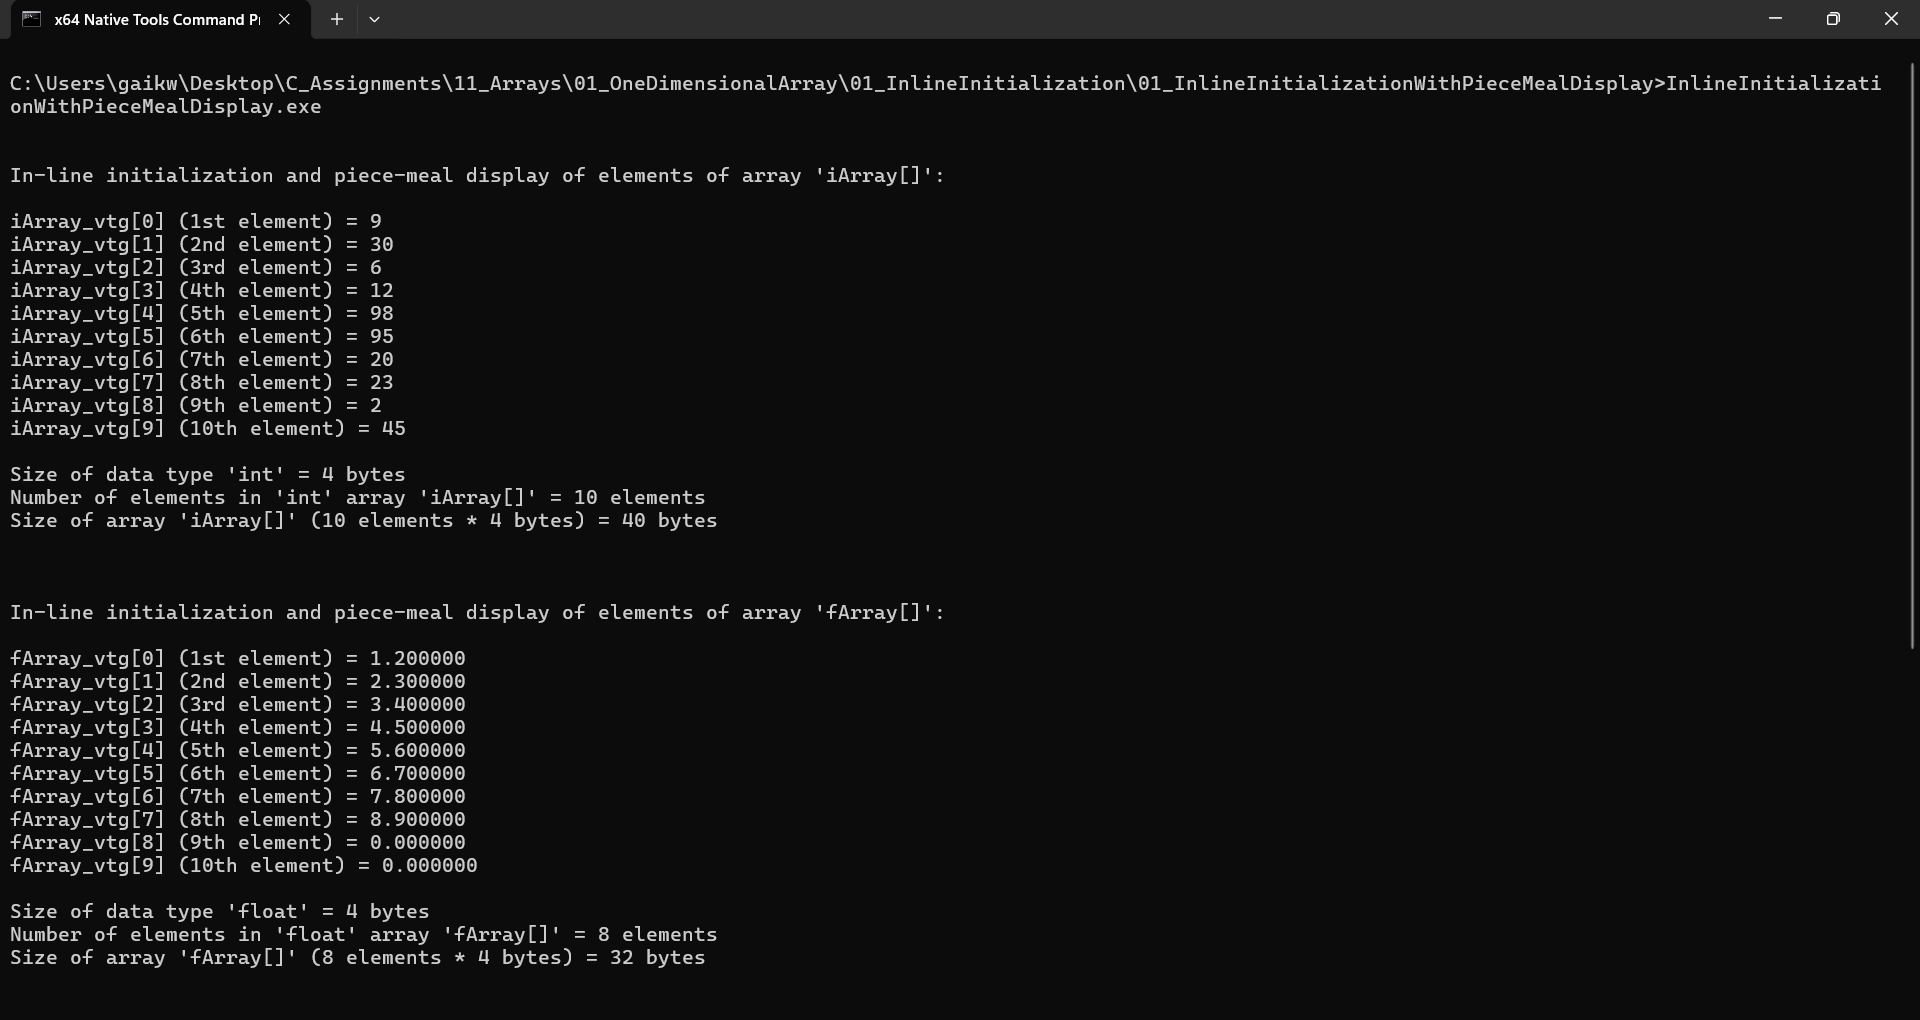 x64 Native Tools Command P
C:\Users\gaikw\Desktop\C_Assignments\11_Arrays\01_OneDimensionalArray\01_InlineInitialization\01_InlineInitializationWithPieceMealDisplay>InlineInitializati
onWithPieceMealDisplay.exe
In-line initialization and piece-meal display of elements of array 'iArray[]':
iArray_vtg[0] (1st element) = 9
iArray_vtg[1] (2nd element) = 30
iArray_vtg[2] (3rd element) = 6
iArray_vtg[3] (4th element) = 12
iArray_vtg[4] (5th element) = 98
iArray_vtg[5] (6th element) = 95
iArray_vtg[6] (7th element) = 20
iArray_vtg[7] (8th element) = 23
iArray_vtg[8] (9th element) = 2
iArray_vtg[9] (10th element) = 45
Size of data type 'int' = 4 bytes
Number of elements in 'int' array 'iArray[]' = 10 elements
Size of array 'iArray[]' (10 elements * 4 bytes) = 40 bytes
In-line initialization and piece-meal display of elements of array 'fArray[]':
fArray_vtg[0] (1st element) = 1.200000
fArray_vtg[1] (2nd element) = 2.300000
fArray_vtg[2] (3rd element) = 3.400000
fArray_vtg[3] (4th element) = 4.500000
fArray_vtg[4] (5th element) = 5.600000
fArray_vtg[5] (6th element) = 6.700000
fArray_vtg[6] (7th element) = 7.800000
fArray_vtg[7] (8th element) = 8.900000
fArray_vtg[8] (9th element) = 0.000000
fArray_vtg[9] (10th element) = 0.000000
Size of data type 'float' = 4 bytes
Number of elements in 'float' array 'fArray[]' = 8 elements
Size of array 'fArray[]' (8 elements * 4 bytes) = 32 bytes